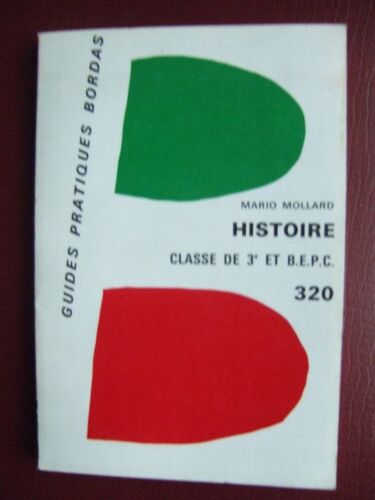 GUIDES PRATIQUES BORDAS
MARIO MOLLARD
HISTOIRE
CLASSE DE 3e ET B.E.P.C.
320